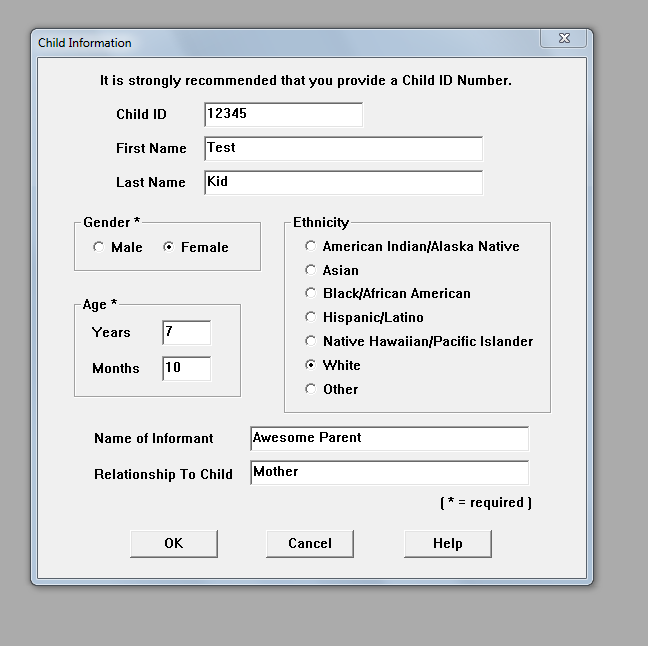 Child Information
It is strongly recommended that you provide a Child ID Number.
Child ID 12345
First Name Test
Last Name Kid
Gender *
Male Female
Age *
Years 7
Months 10
Ethnicity
American Indian/Alaska Native
Asian
Black/African American
Hispanic/Latino
Native Hawaiian/Pacific Islander
White
Other
Name of Informant Awesome Parent
Relationship To Child Mother
( * = required )
OK Cancel Help